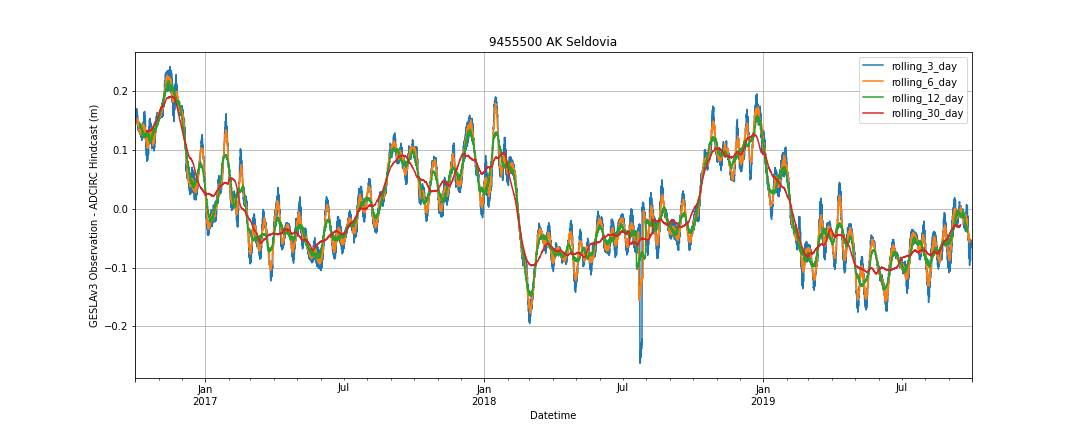 9455500 AK Seldovia
GESLAv3 Observation - ADCIRC Hindcast (m)
0.2
0.1
0.0
−0.1
−0.2
rolling_3_day
rolling_6_day
rolling_12_day
rolling_30_day
Jan
2017
Jul
Jan
2018
Jul
Jan
2019
Jul
Datetime